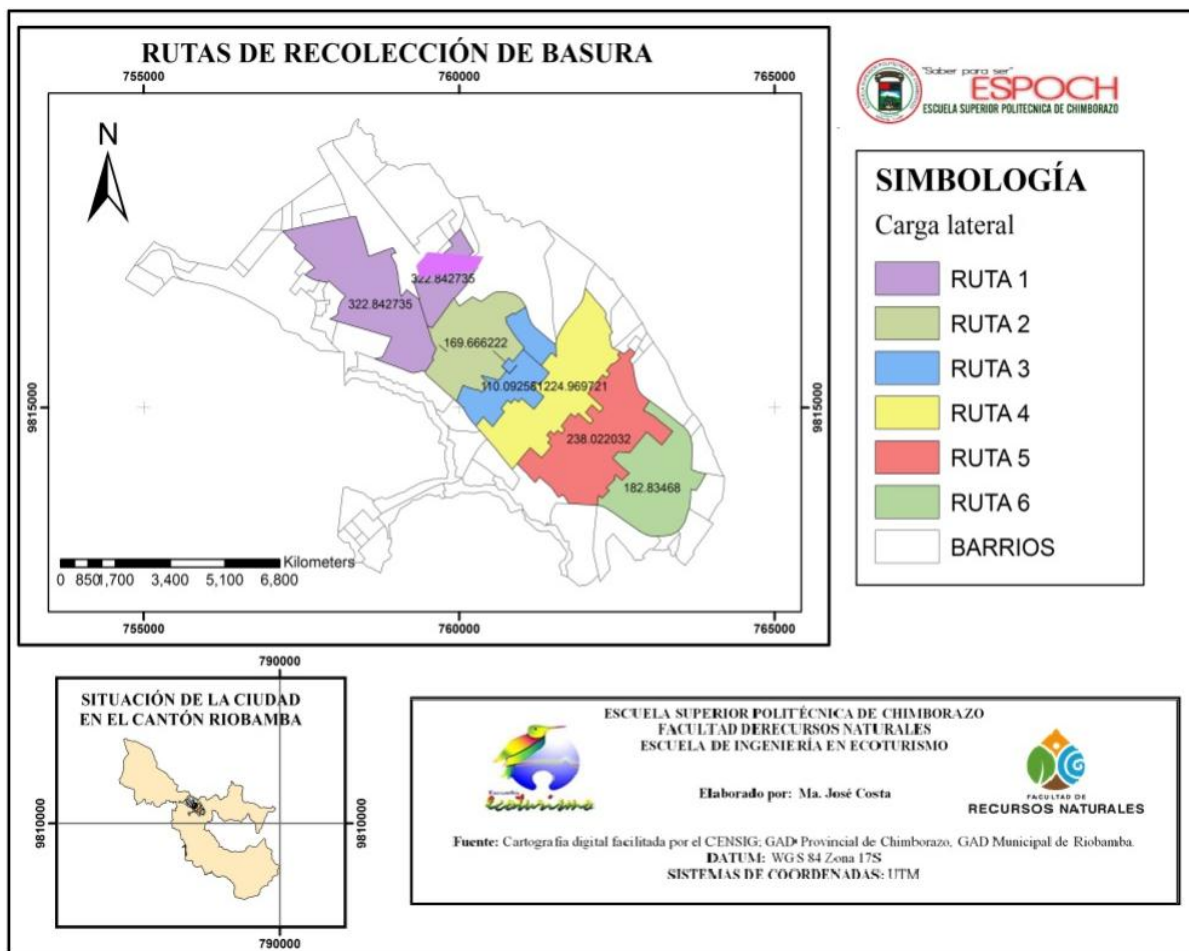 RUTAS DE RECOLECCIÓN DE BASURA
755000 760000 765000
N
322.842735
322.842735
169.666222
110.092561224.969721
238.022032
182.83468
9815000
9815000
Kilometers
0 850 1,700 3,400 5,100 6,800
755000 760000 765000
"Saber para ser"
ESPOCH
ESCUELA SUPERIOR POLITECNICA DE CHIMBORAZO
SIMBOLOGÍA
Carga lateral
RUTA 1
RUTA 2
RUTA 3
RUTA 4
RUTA 5
RUTA 6
BARRIOS
790000
SITUACIÓN DE LA CIUDAD
EN EL CANTÓN RIOBAMBA
9810000
9810000
790000
ESCUELA SUPERIOR POLITÉCNICA DE CHIMBORAZO
FACULTAD DERECURSOS NATURALES
ESCUELA DE INGENIERÍA EN ECOTURISMO
Escuela
ecoturismo
Elaborado por: Ma. José Costa
FACULTAD DE
RECURSOS NATURALES
Fuente: Cartografía digital facilitada por el CENSIG; GAD Provincial de Chimborazo, GAD Municipal de Riobamba.
DATUM: WGS 84 Zona 17S
SISTEMAS DE COORDENADAS: UTM